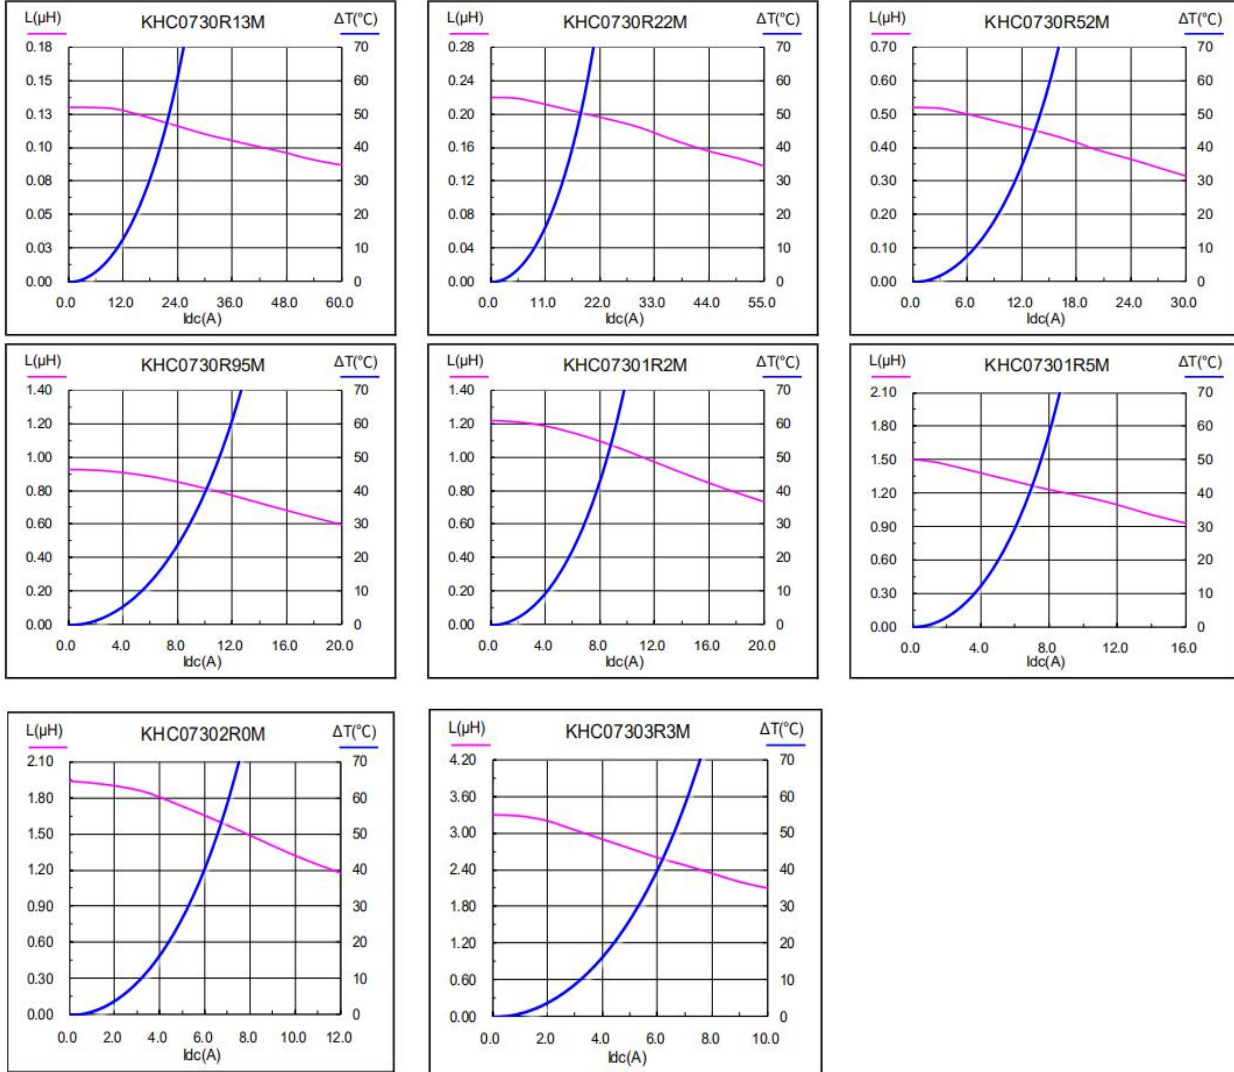 L(μH) KHC0730R13M ΔT(℃)
0.18 70
0.15 60
0.13 50
0.10 40
0.08 30
0.05 20
0.03 10
0.00 0
0.0 12.0 24.0 36.0 48.0 60.0
Idc(A)
L(μH) KHC0730R22M ΔT(℃)
0.28 70
0.24 60
0.20 50
0.16 40
0.12 30
0.08 20
0.04 10
0.00 0
0.0 11.0 22.0 33.0 44.0 55.0
Idc(A)
L(μH) KHC0730R52M ΔT(℃)
0.70 70
0.60 60
0.50 50
0.40 40
0.30 30
0.20 20
0.10 10
0.00 0
0.0 6.0 12.0 18.0 24.0 30.0
Idc(A)
L(μH) KHC0730R95M ΔT(℃)
1.40 70
1.20 60
1.00 50
0.80 40
0.60 30
0.40 20
0.20 10
0.00 0
0.0 4.0 8.0 12.0 16.0 20.0
Idc(A)
L(μH) KHC07301R2M ΔT(℃)
1.40 70
1.20 60
1.00 50
0.80 40
0.60 30
0.40 20
0.20 10
0.00 0
0.0 4.0 8.0 12.0 16.0 20.0
Idc(A)
L(μH) KHC07301R5M ΔT(℃)
2.10 70
1.80 60
1.50 50
1.20 40
0.90 30
0.60 20
0.30 10
0.00 0
0.0 4.0 8.0 12.0 16.0
Idc(A)
L(μH) KHC07302R0M ΔT(℃)
2.10 70
1.80 60
1.50 50
1.20 40
0.90 30
0.60 20
0.30 10
0.00 0
0.0 2.0 4.0 6.0 8.0 10.0 12.0
Idc(A)
L(μH) KHC07303R3M ΔT(℃)
4.20 70
3.60 60
3.00 50
2.40 40
1.80 30
1.20 20
0.60 10
0.00 0
0.0 2.0 4.0 6.0 8.0 10.0
Idc(A)